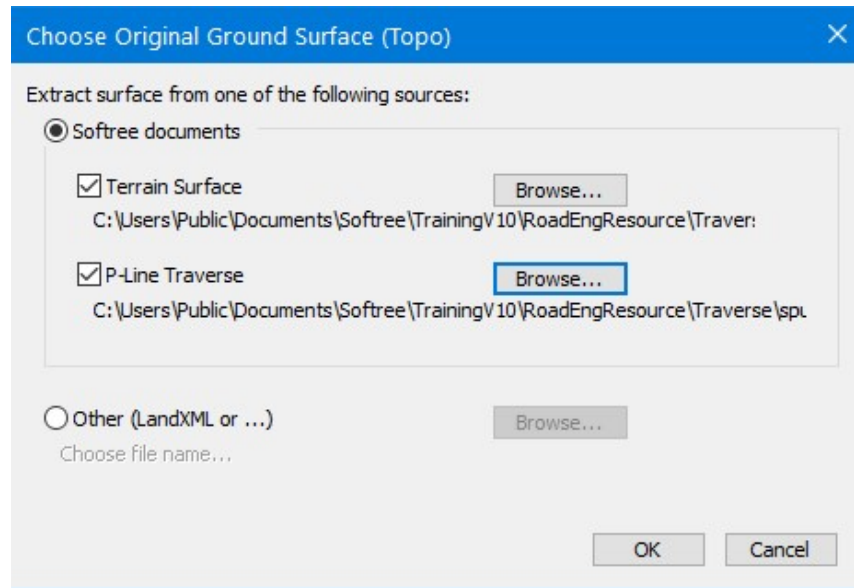 Choose Original Ground Surface (Topo)
Extract surface from one of the following sources:
Softree documents
Terrain Surface Browse...
C:\Users\Public\Documents\Softree\TrainingV10\RoadEngResource\Travers
P-Line Traverse Browse...
C:\Users\Public\Documents\Softree\TrainingV10\RoadEngResource\Traverse\spu
Other (LandXML or ...) Browse...
Choose file name...
OK Cancel